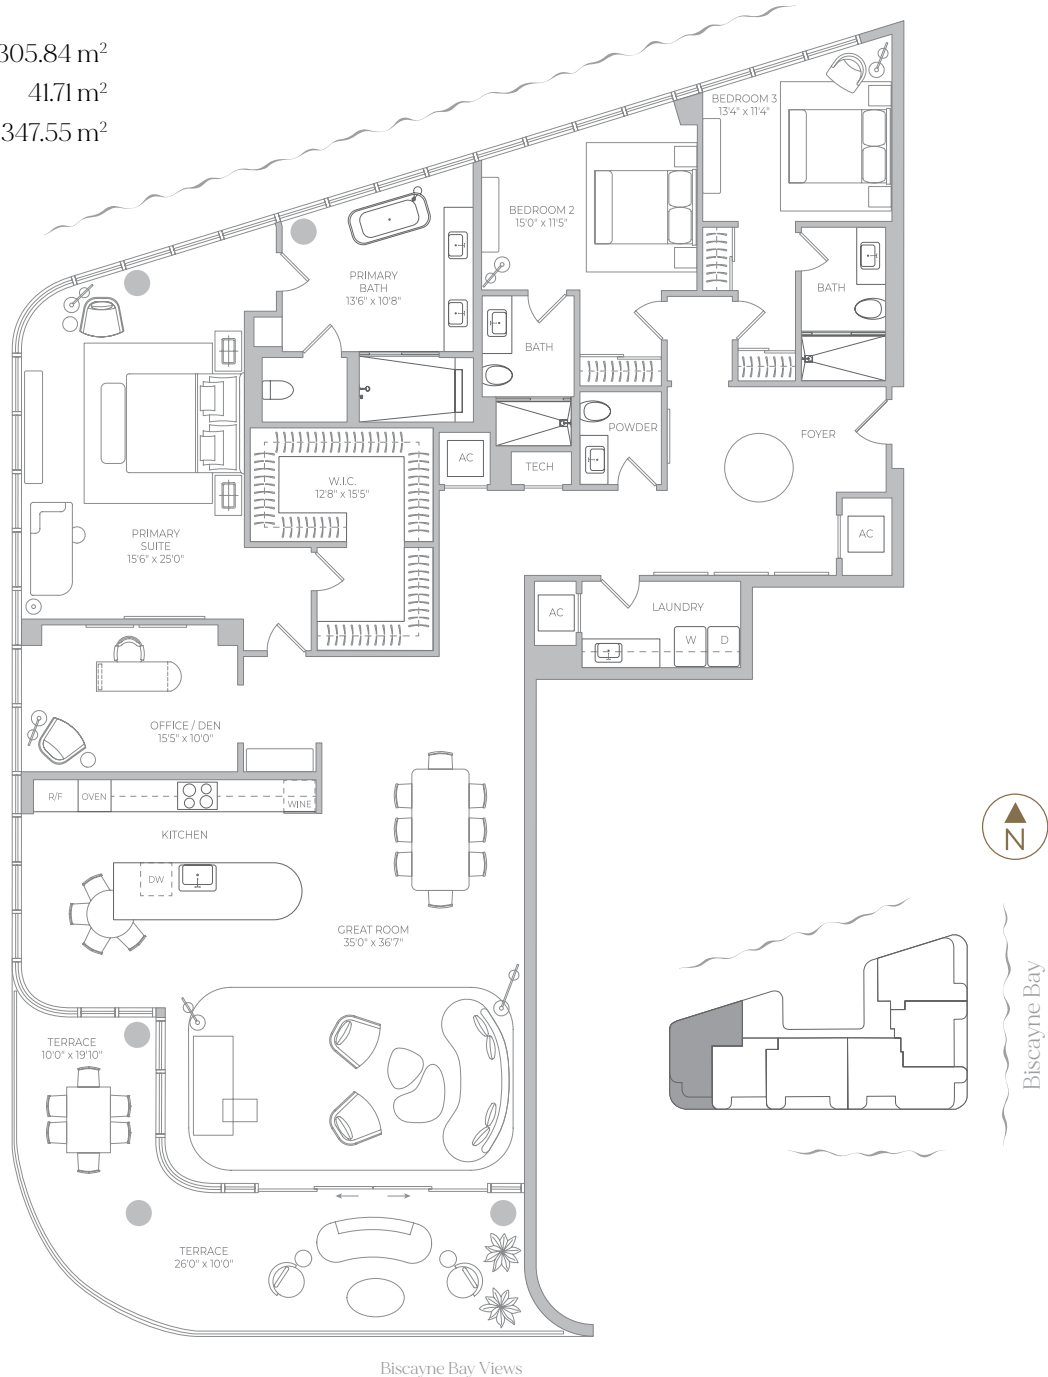 305.84 m²
41.71 m²
347.55 m²
BEDROOM 3
13'4" x 11'4"
BEDROOM 2
15'0" x 11'5"
PRIMARY
BATH
13'6" x 10'8"
BATH
BATH
POWDER
FOYER
AC
TECH
W.I.C.
12'8" x 15'5"
PRIMARY
SUITE
15'6" x 25'0"
AC
AC
LAUNDRY
W
D
OFFICE / DEN
15'5" x 10'0"
R/F
OVEN
WINE
KITCHEN
DW
GREAT ROOM
35'0" x 36'7"
N
TERRACE
10'0" x 19'10"
Biscayne Bay
TERRACE
26'0" x 10'0"
Biscayne Bay Views